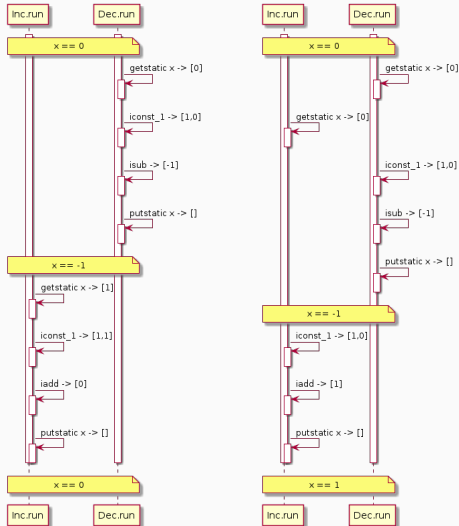 Inc.run
Dec.run
x == 0
getstatic x -> [0]
iconst_1 -> [1,0]
isub -> [-1]
putstatic x -> []
x == -1
getstatic x -> [1]
iconst_1 -> [1,1]
iadd -> [0]
putstatic x -> []
x == 0
Inc.run
Dec.run
Inc.run
Dec.run
x == 0
getstatic x -> [0]
getstatic x -> [0]
iconst_1 -> [1,0]
isub -> [-1]
putstatic x -> []
x == -1
iconst_1 -> [1,0]
iadd -> [1]
putstatic x -> []
x == 1
Inc.run
Dec.run